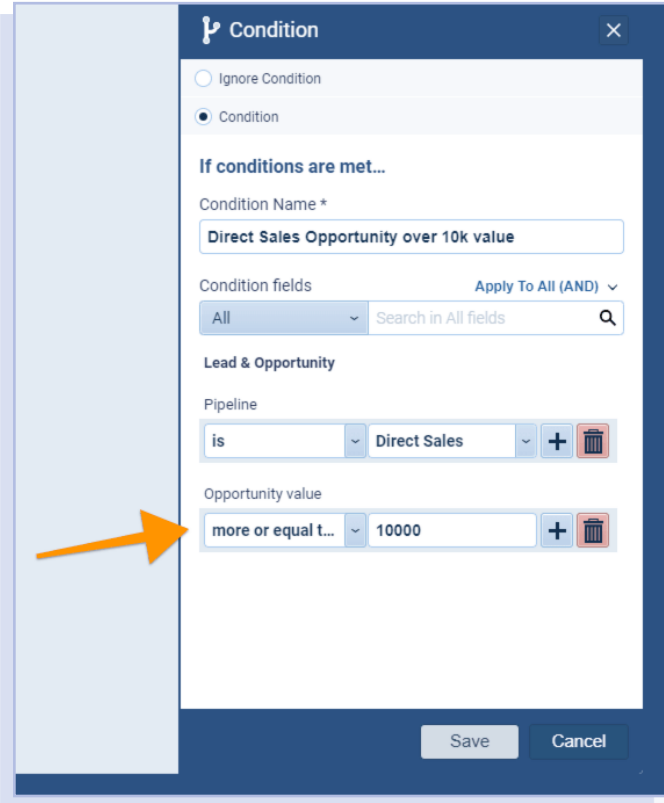 Condition
Ignore Condition
Condition
If conditions are met...
Condition Name *
Direct Sales Opportunity over 10k value
Condition fields Apply To All (AND)
All Search in All fields
Lead & Opportunity
Pipeline
is Direct Sales
Opportunity value
more or equal t... 10000
Save Cancel